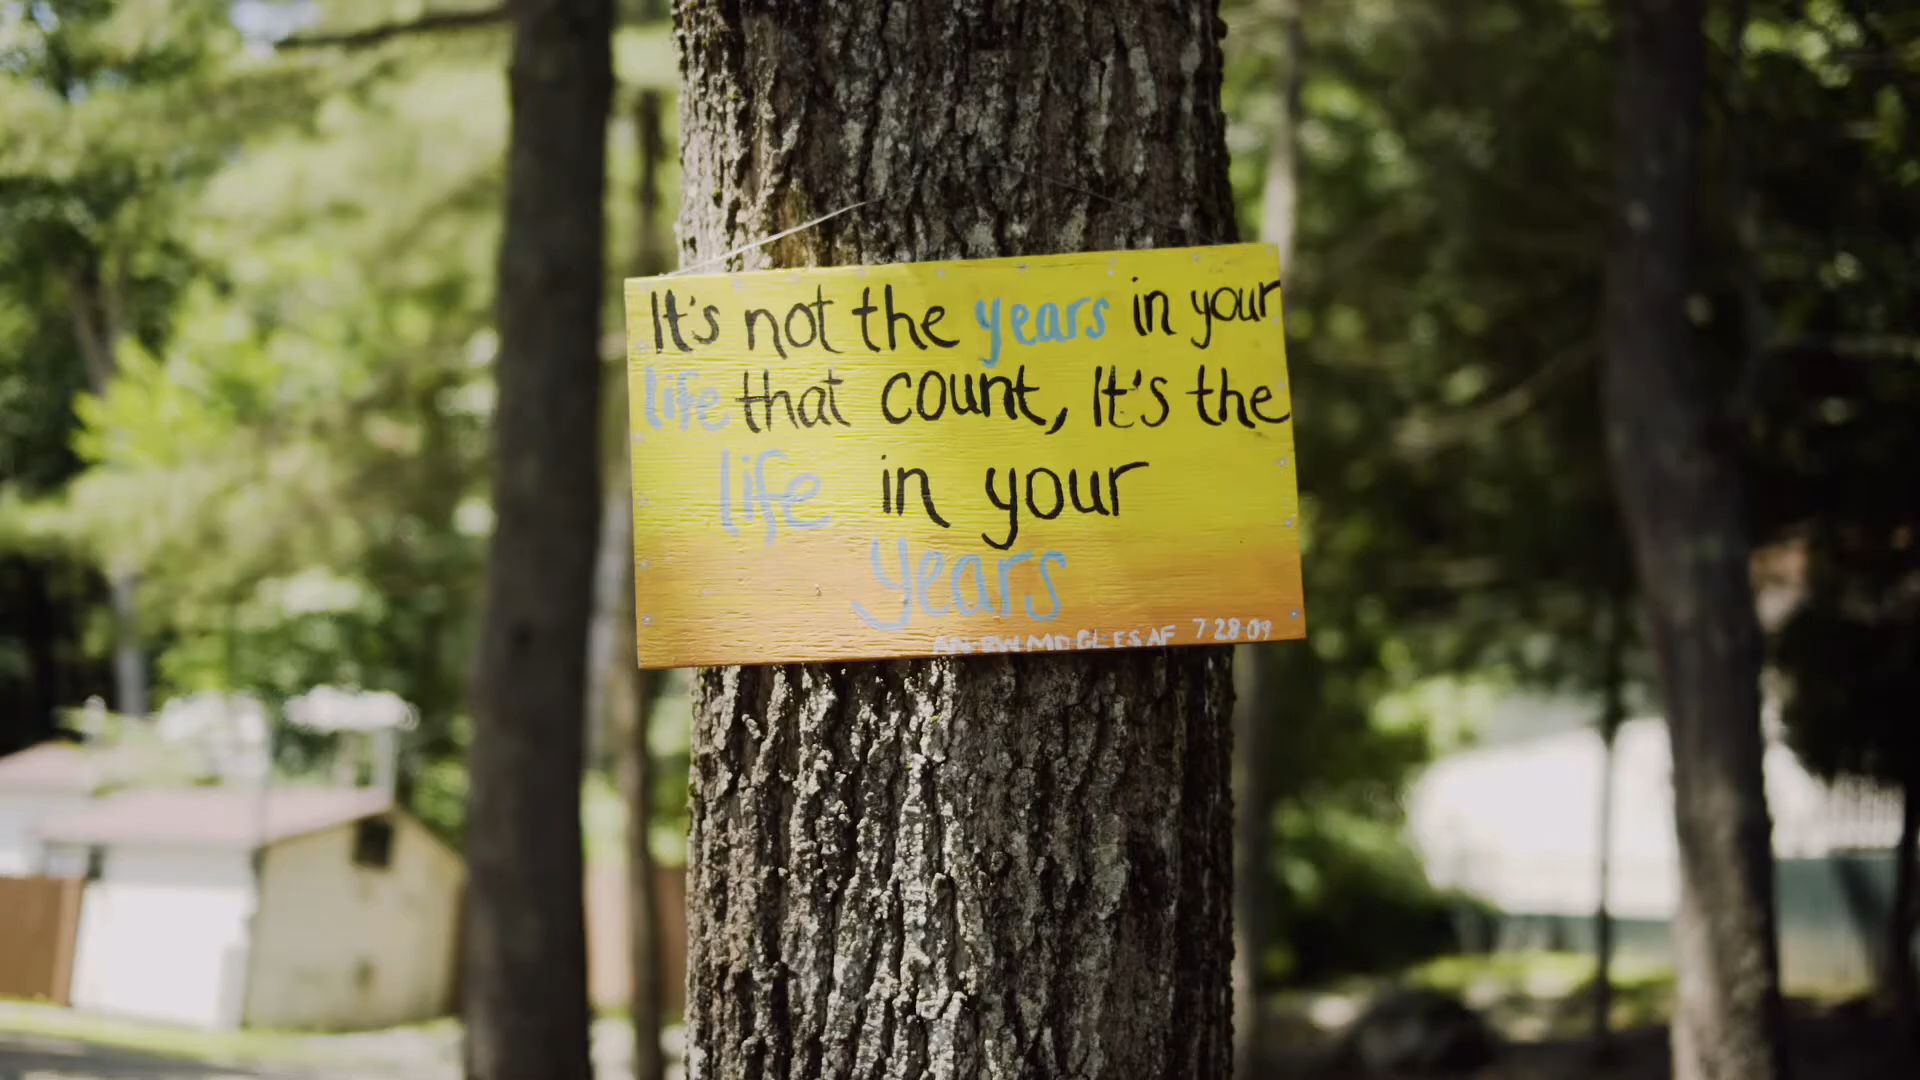 It's not the years in your
life that count, It's the
life in your
years
7-28-09